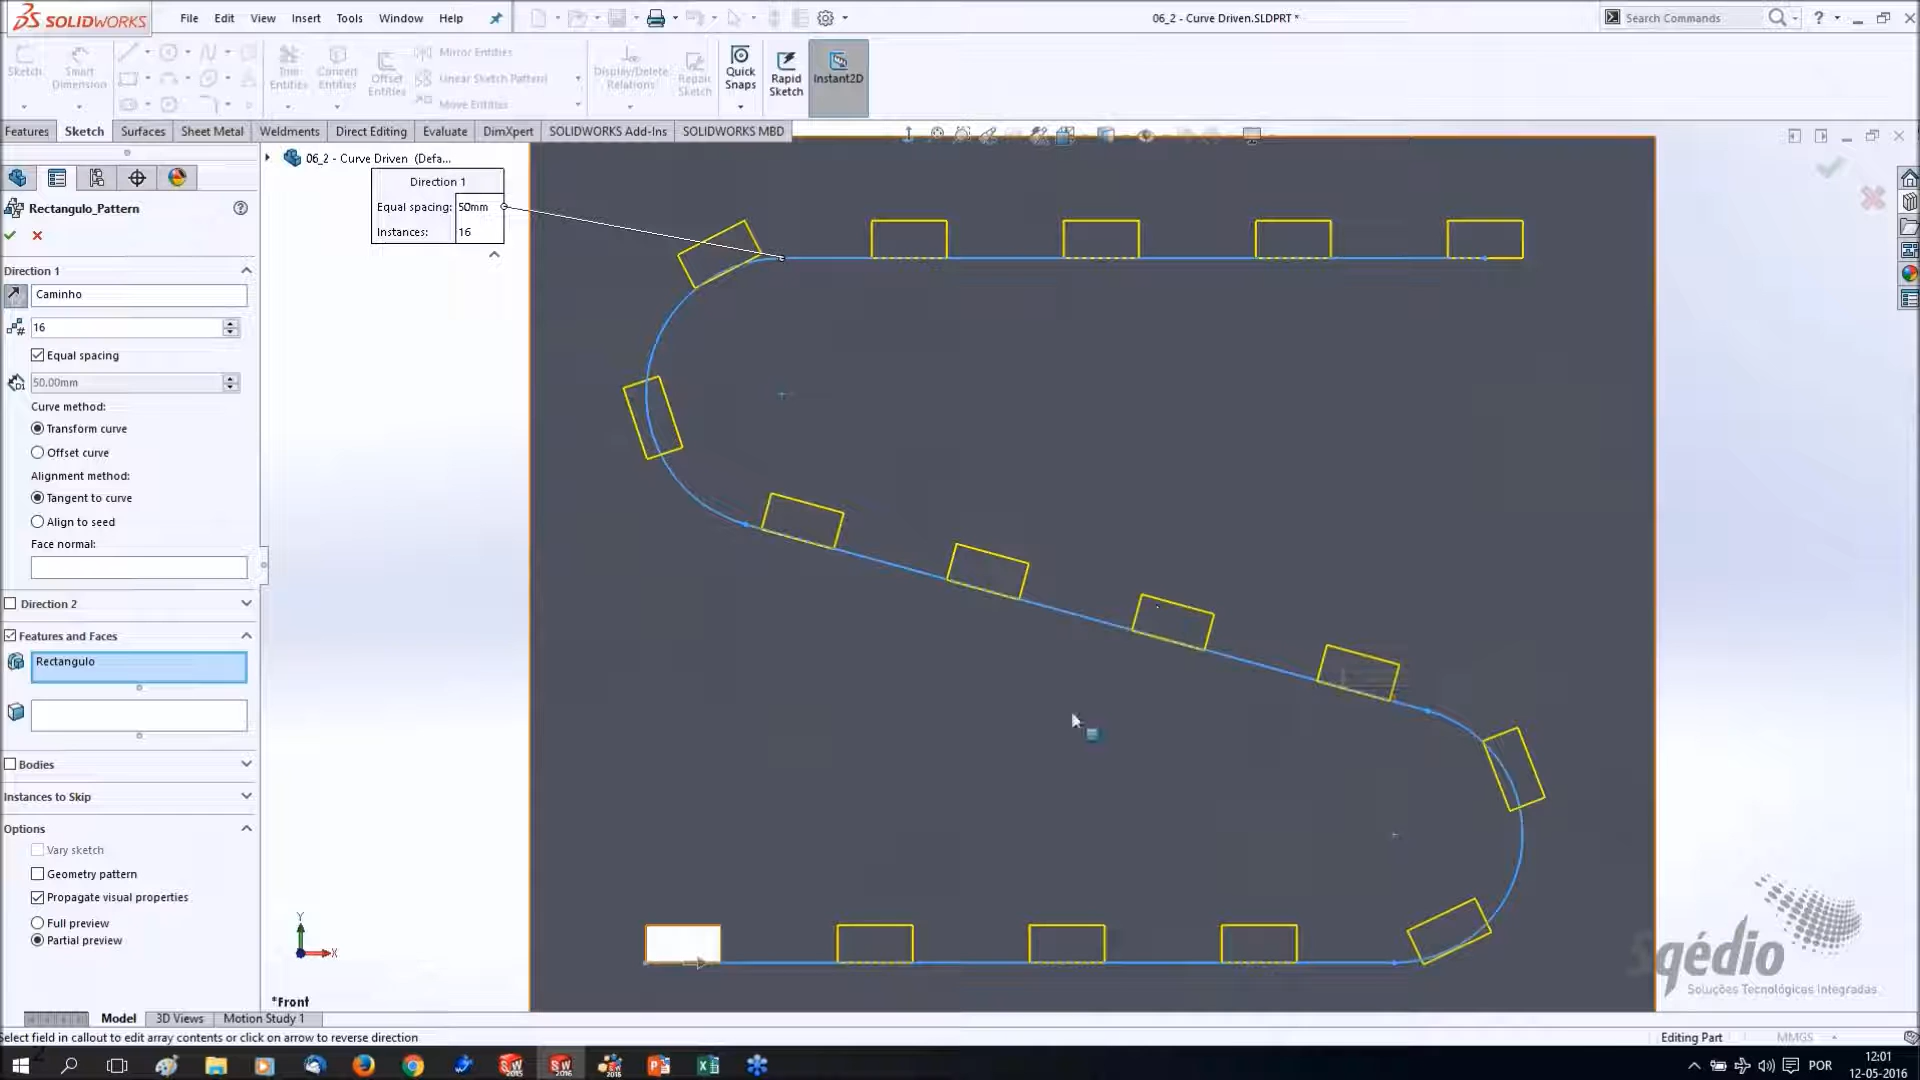 SOLIDWORKS
File Edit View Insert Tools Window Help
06_2 - Curve Driven.SLDPRT *
Search Commands
Sketch
Smart Dimension
Trim Entities
Convert Entities
Offset Entities
Mirror Entities
Linear Sketch Pattern
Move Entities
Display/Delete Relations
Repair Sketch
Quick Snaps
Rapid Sketch
Instant2D
Features Sketch Surfaces Sheet Metal Weldments Direct Editing Evaluate DimXpert SOLIDWORKS Add-Ins SOLIDWORKS MBD
06_2 - Curve Driven (Defa...
Direction 1
Equal spacing: 50mm
Instances: 16
Rectangulo_Pattern
Direction 1
Caminho
16
Equal spacing
50.00mm
Curve method:
Transform curve
Offset curve
Alignment method:
Tangent to curve
Align to seed
Face normal:
Direction 2
Features and Faces
Rectangulo
Bodies
Instances to Skip
Options
Vary sketch
Geometry pattern
Propagate visual properties
Full preview
Partial preview
Y
X
*Front
Sqédio
Soluções Tecnológicas Integradas
Model 3D Views Motion Study 1
Select field in callout to edit array contents or click on arrow to reverse direction
Editing Part
MMGS
POR
12:01
12-05-2016